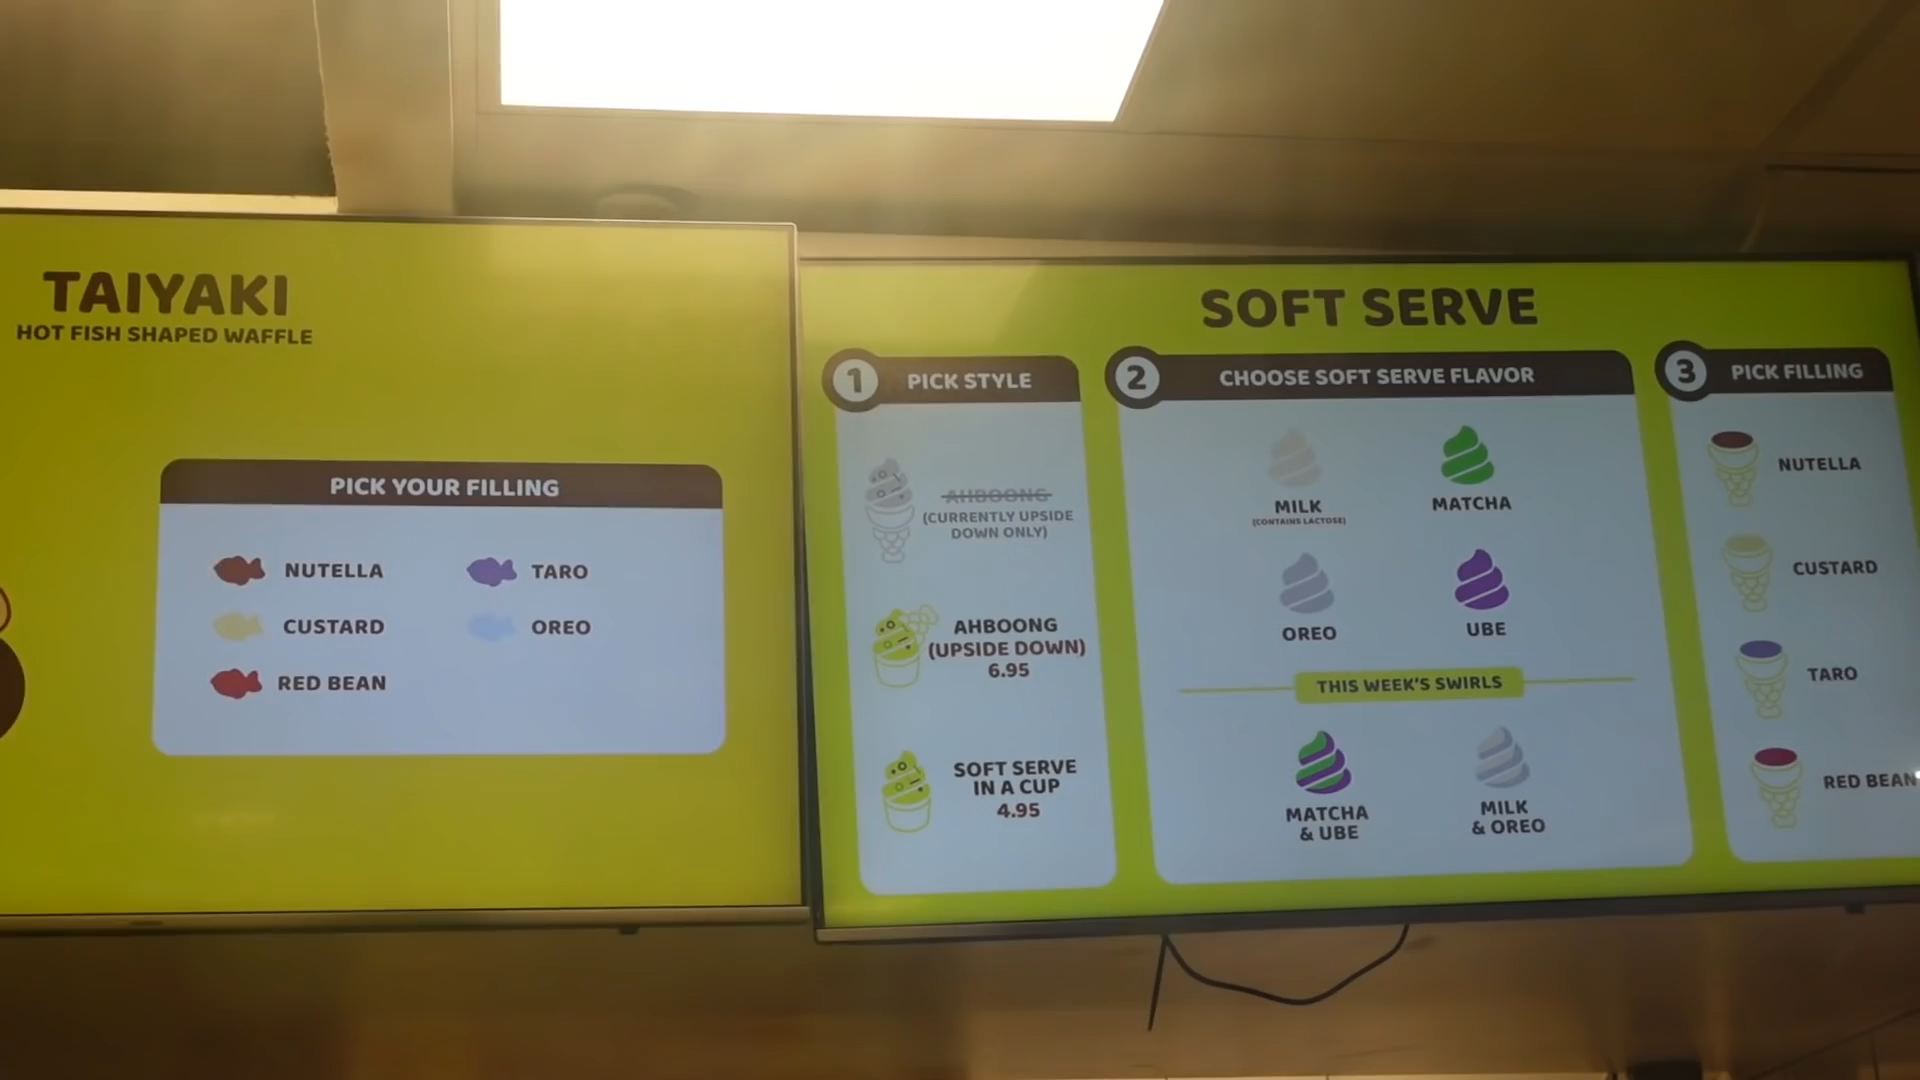 TAIYAKI
HOT FISH SHAPED WAFFLE
PICK YOUR FILLING
NUTELLA
TARO
CUSTARD
OREO
RED BEAN
SOFT SERVE
1 PICK STYLE
AHBOONG
(CURRENTLY UPSIDE
DOWN ONLY)
AHBOONG
(UPSIDE DOWN)
6.95
SOFT SERVE
IN A CUP
4.95
2 CHOOSE SOFT SERVE FLAVOR
MILK
(CONTAINS LACTOSE)
MATCHA
OREO
UBE
THIS WEEK'S SWIRLS
MATCHA
& UBE
MILK
& OREO
3 PICK FILLING
NUTELLA
CUSTARD
TARO
RED BEAN